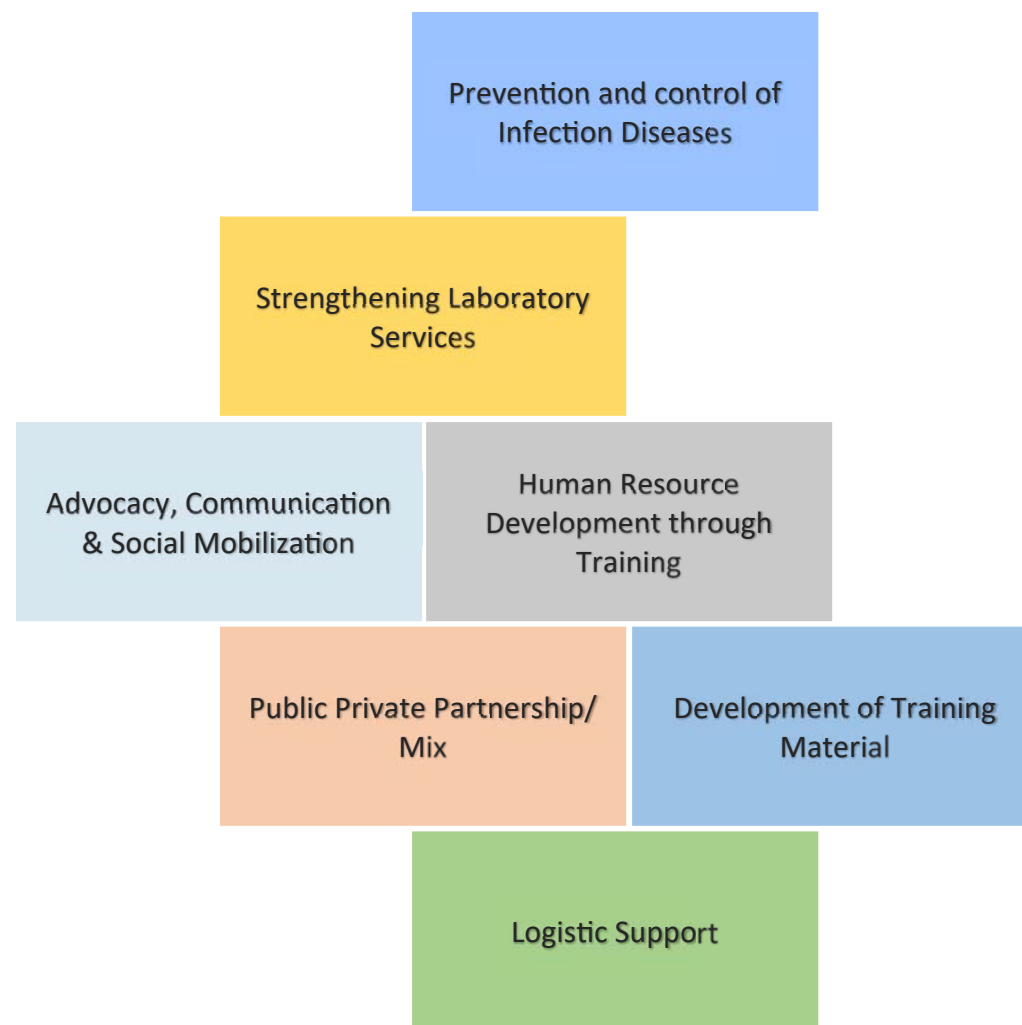 Prevention and control of
Infection Diseases
Strengthening Laboratory
Services
Advocacy, Communication
& Social Mobilization
Human Resource
Development through
Training
Public Private Partnership/
Mix
Development of Training
Material
Logistic Support